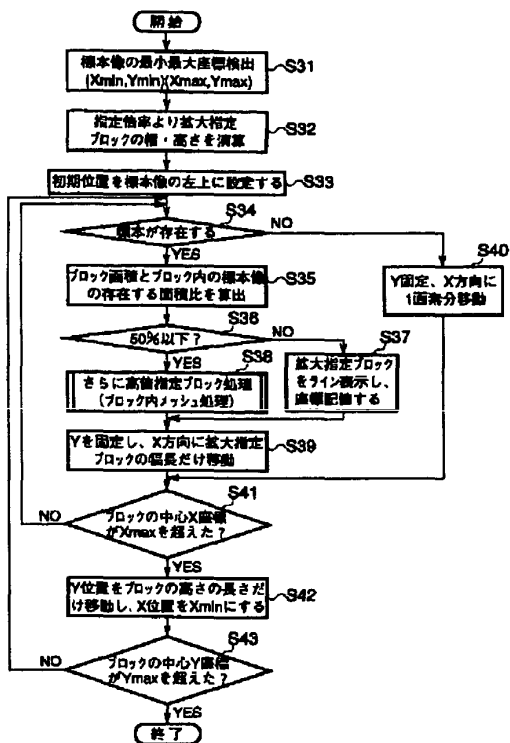 開始
標本像の最小最大座標検出
(Xmin,Ymin)(Xmax,Ymax)
S31
指定倍率より拡大指定
ブロックの幅・高さを演算
S32
初期位置を標本像の左上に設定する
S33
S34
標本が存在する
NO
YES
S40
Y固定、X方向に
1画素分移動
S35
ブロック面積とブロック内の標本像
の存在する面積比を算出
S36
50%以下?
NO
YES
S37
拡大指定ブロック
をライン表示し、
座標記憶する
S38
さらに高倍指定ブロック処理
(ブロック内メッシュ処理)
Yを固定し、X方向に拡大指定
ブロックの幅長だけ移動
S39
S41
ブロックの中心X座標
がXmaxを超えた?
NO
YES
Y位置をブロックの高さの長さだ
け移動し、X位置をXminにする
S42
S43
ブロックの中心Y座標
がYmaxを超えた?
NO
YES
終了